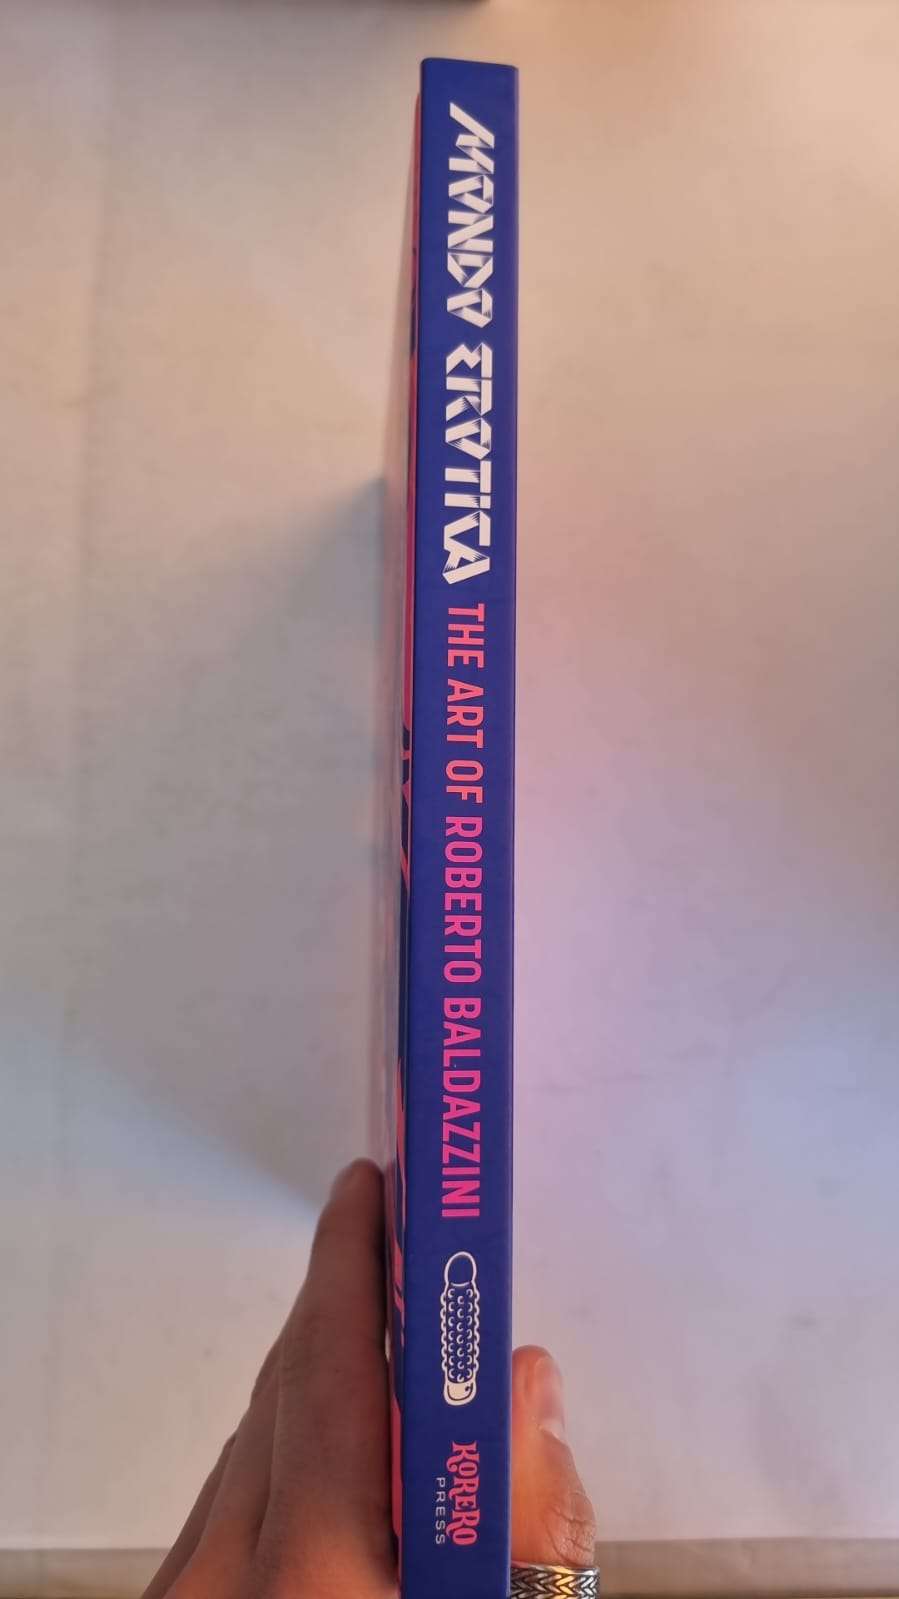 MONDO EROTICA
THE ART OF ROBERTO BALDAZZINI
KORERO
PRESS